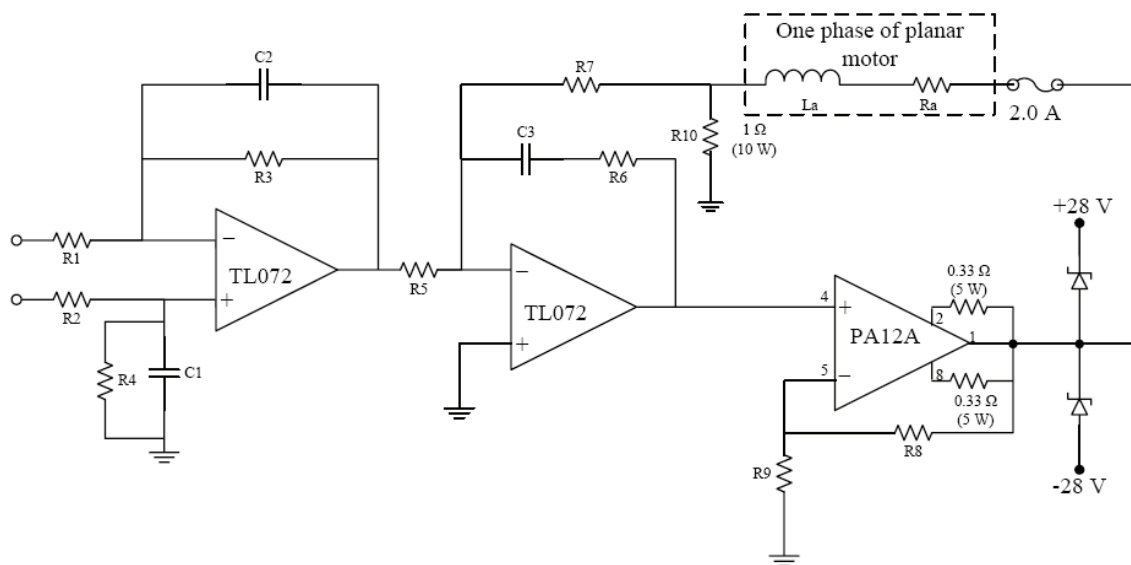 One phase of planar
motor
C2
R7
La
Ra
2.0 A
R10
1 Ω
(10 W)
C3
R6
R3
+28 V
R1
−
TL072
R5
−
TL072
0.33 Ω
(5 W)
R2
+
4
+
2
PA12A
1
R4
C1
+
5
−
8
0.33 Ω
(5 W)
R8
R9
-28 V